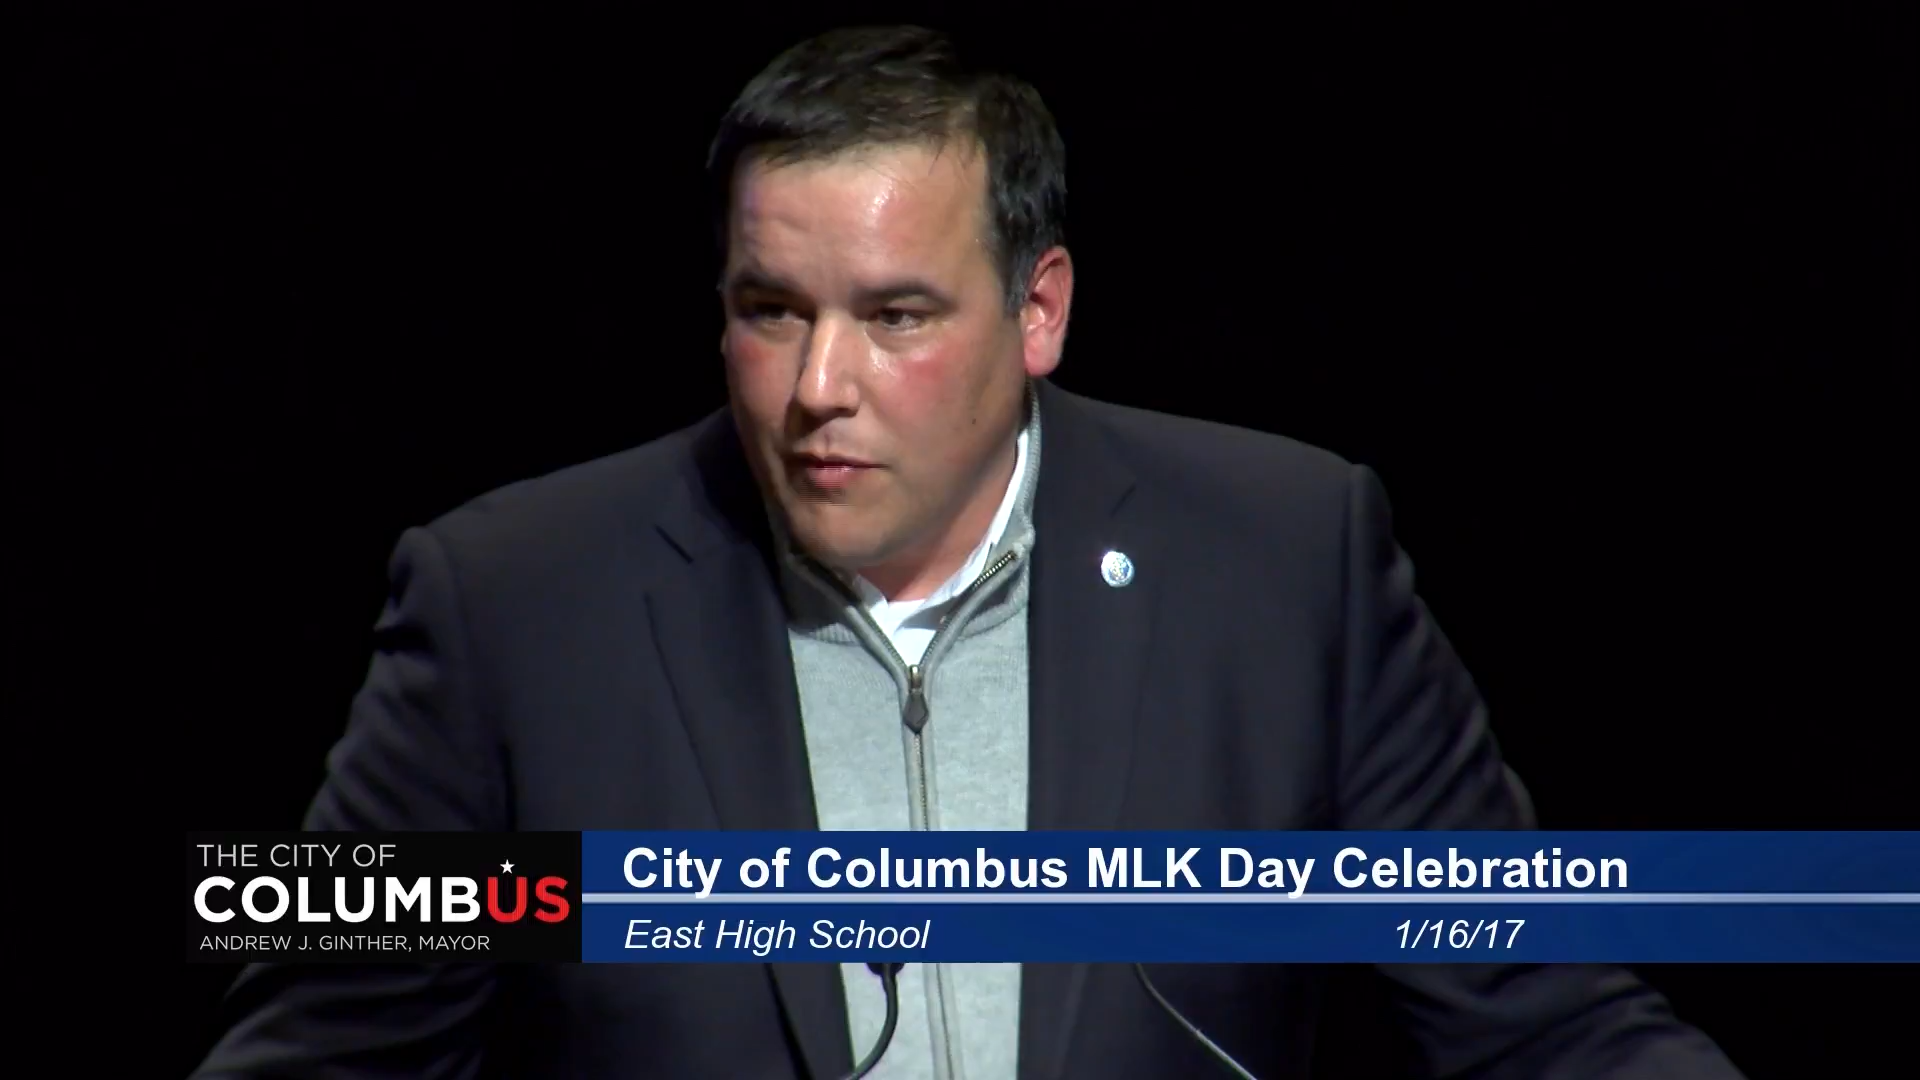 THE CITY OF
COLUMBUS
ANDREW J. GINTHER, MAYOR
City of Columbus MLK Day Celebration
East High School 1/16/17